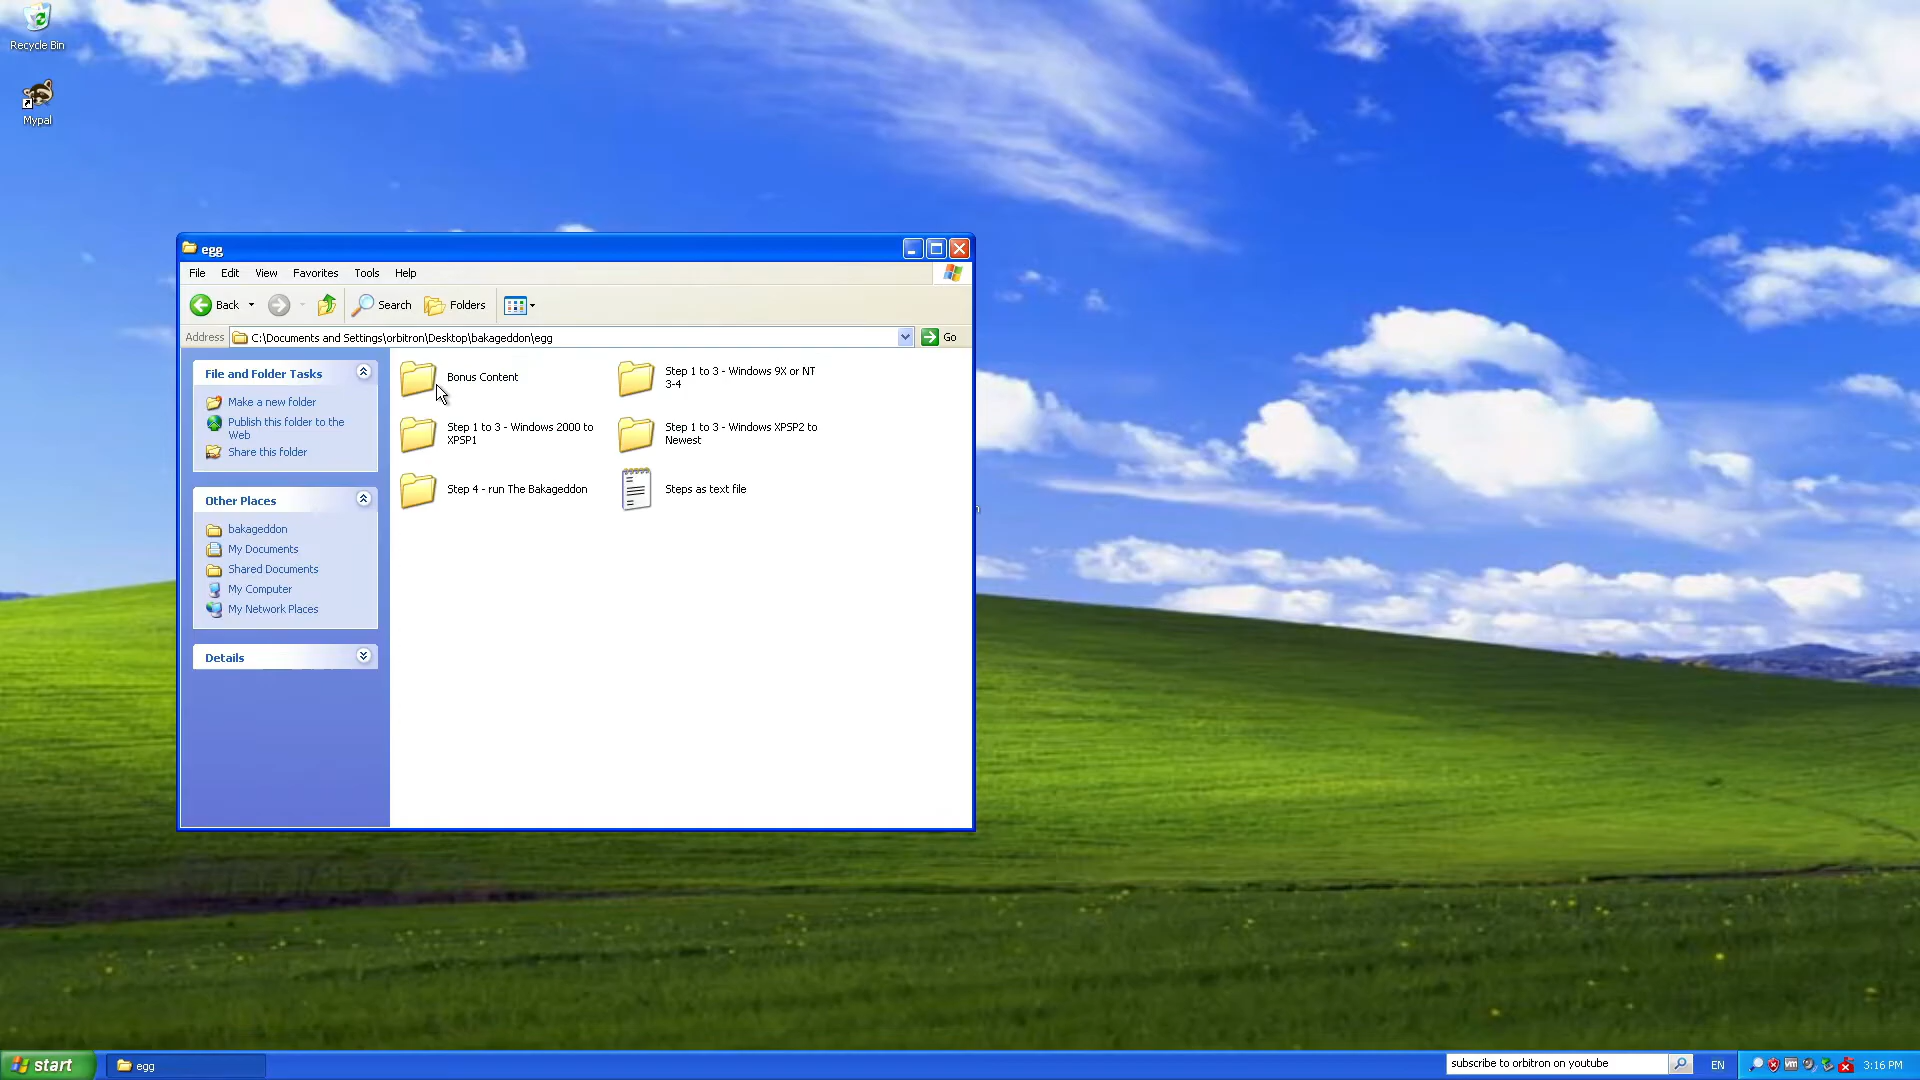 Recycle Bin
Mypal
egg
File Edit View Favorites Tools Help
Back Search Folders
Address C:\Documents and Settings\orbitron\Desktop\bakageddon\egg Go
File and Folder Tasks
Make a new folder
Publish this folder to the
Web
Share this folder
Other Places
bakageddon
My Documents
Shared Documents
My Computer
My Network Places
Details
Bonus Content
Step 1 to 3 - Windows 9X or NT
3-4
Step 1 to 3 - Windows 2000 to
XPSP1
Step 1 to 3 - Windows XPSP2 to
Newest
Step 4 - run The Bakageddon
Steps as text file
start
egg
subscribe to orbitron on youtube
EN
3:16 PM